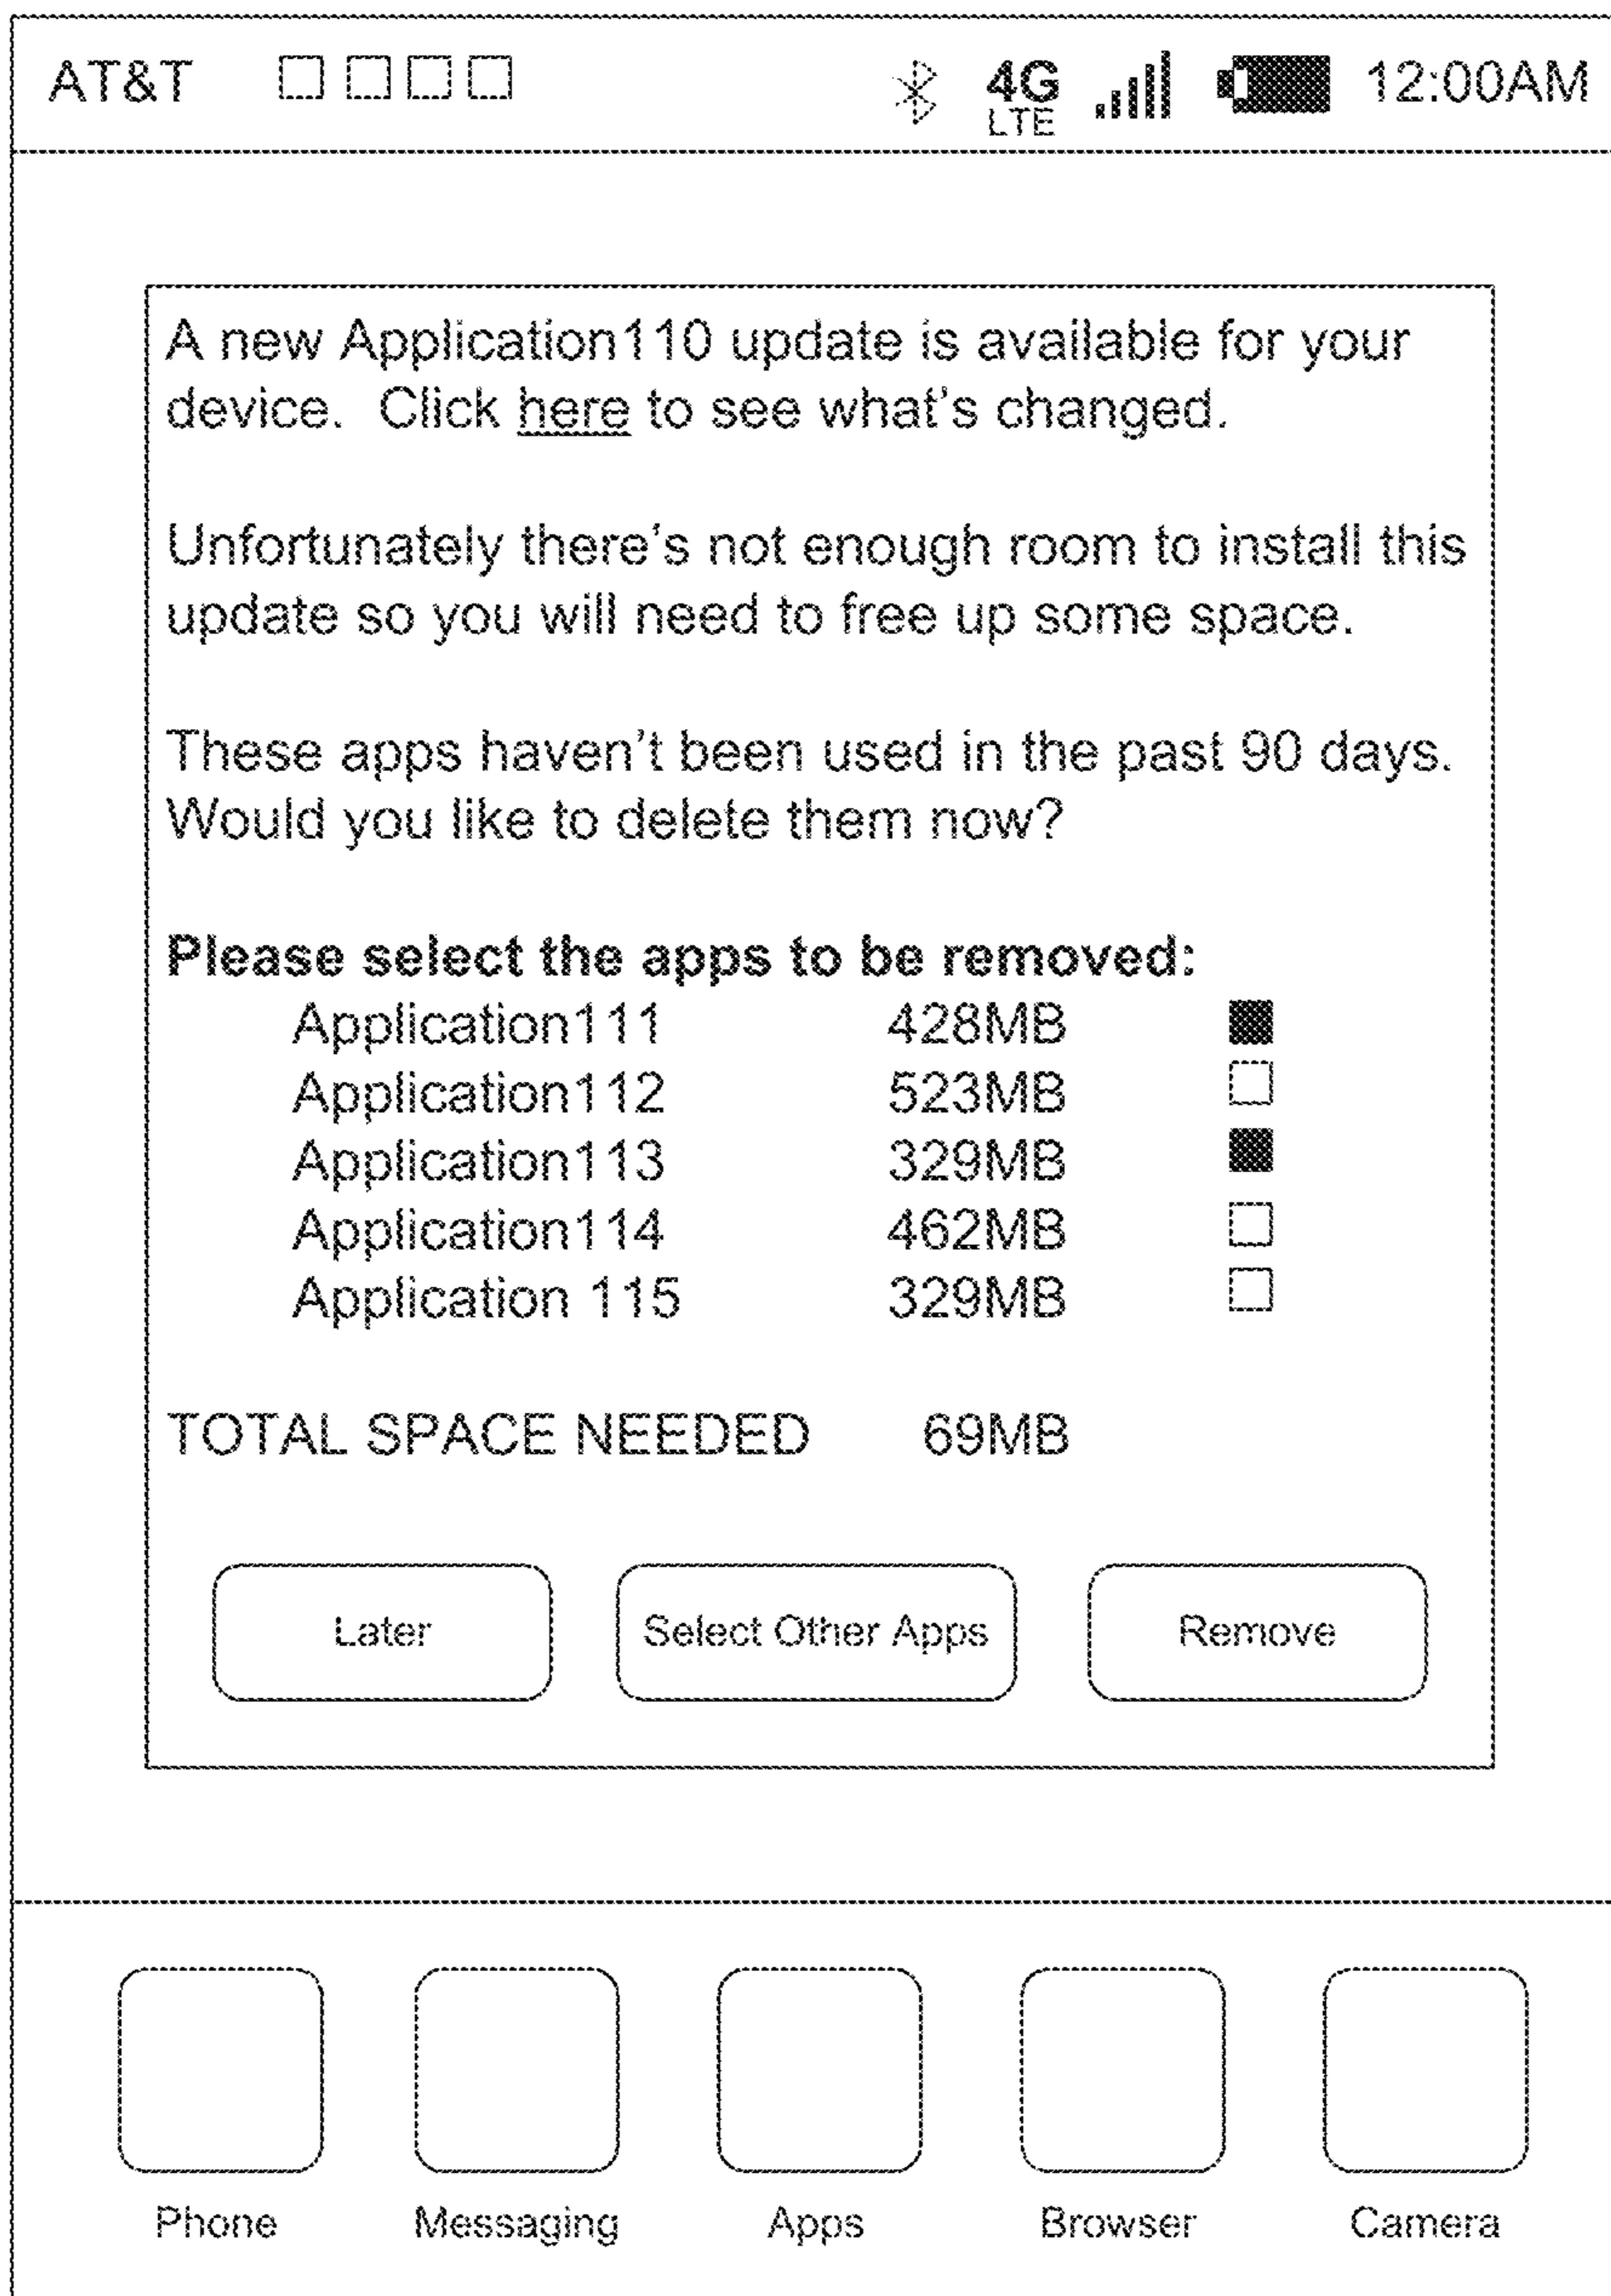 AT&T 4G LTE 12:00AM
A new Application110 update is available for your
device. Click here to see what's changed.
Unfortunately there's not enough room to install this
update so you will need to free up some space.
These apps haven't been used in the past 90 days.
Would you like to delete them now?
Please select the apps to be removed:
Application111 428MB
Application112 523MB
Application113 329MB
Application114 462MB
Application 115 329MB
TOTAL SPACE NEEDED 69MB
Later Select Other Apps Remove
Phone Messaging Apps Browser Camera